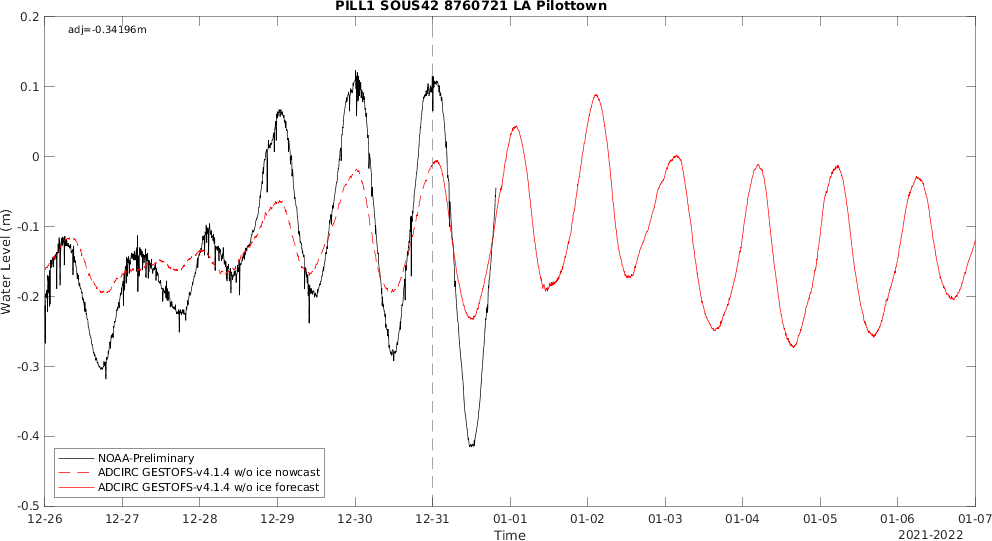 PILL1 SOUS42 8760721 LA Pilottown
adj=-0.34196m
0.2
0.1
0
-0.1
-0.2
-0.3
-0.4
-0.5
Water Level (m)
NOAA-Preliminary
ADCIRC GESTOFS-v4.1.4 w/o ice nowcast
ADCIRC GESTOFS-v4.1.4 w/o ice forecast
12-26 12-27 12-28 12-29 12-30 12-31 01-01 01-02 01-03 01-04 01-05 01-06 01-07
Time
2021-2022